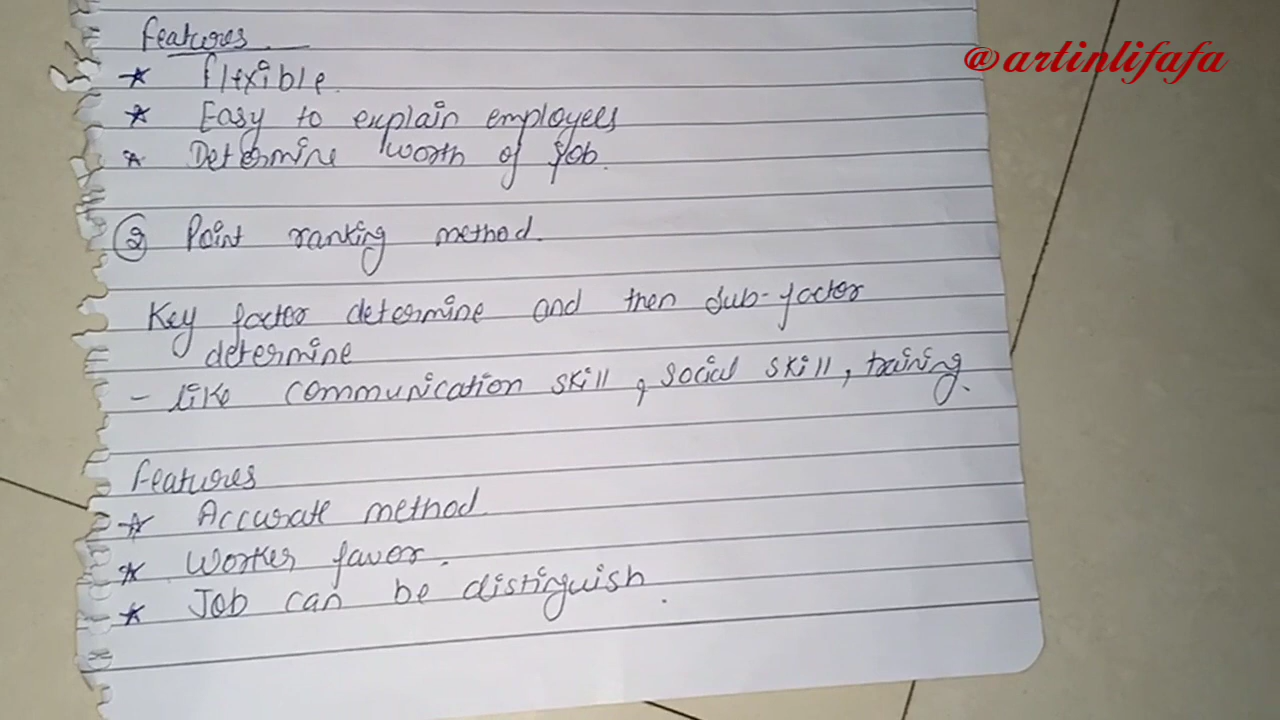 Features
@artinlifafa
* flexible.
* Easy to explain employees
* Determine worth of job.
② Point ranking method.
Key factor determine and then sub-factor
determine
- like communication skill, social skill, training.
Features
* Accurate method.
* Worker favor.
* Job can be distinguish.